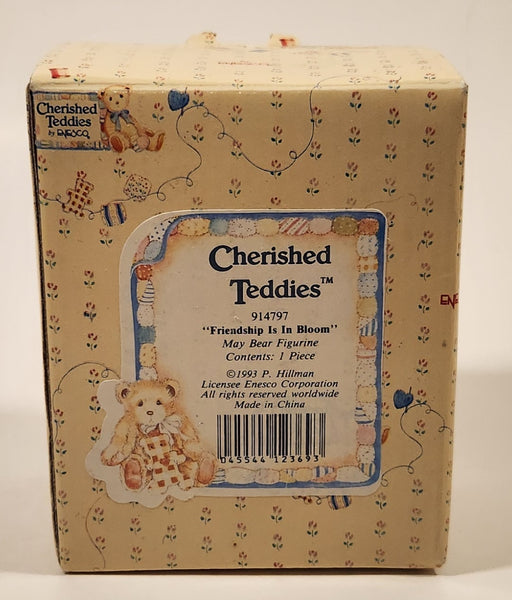 Cherished
Teddies
by ENESCO
Cherished
Teddies™
914797
"Friendship Is In Bloom"
May Bear Figurine
Contents: 1 Piece
©1993 P. Hillman
Licensee Enesco Corporation
All rights reserved worldwide
Made in China
045544 123693
ENE